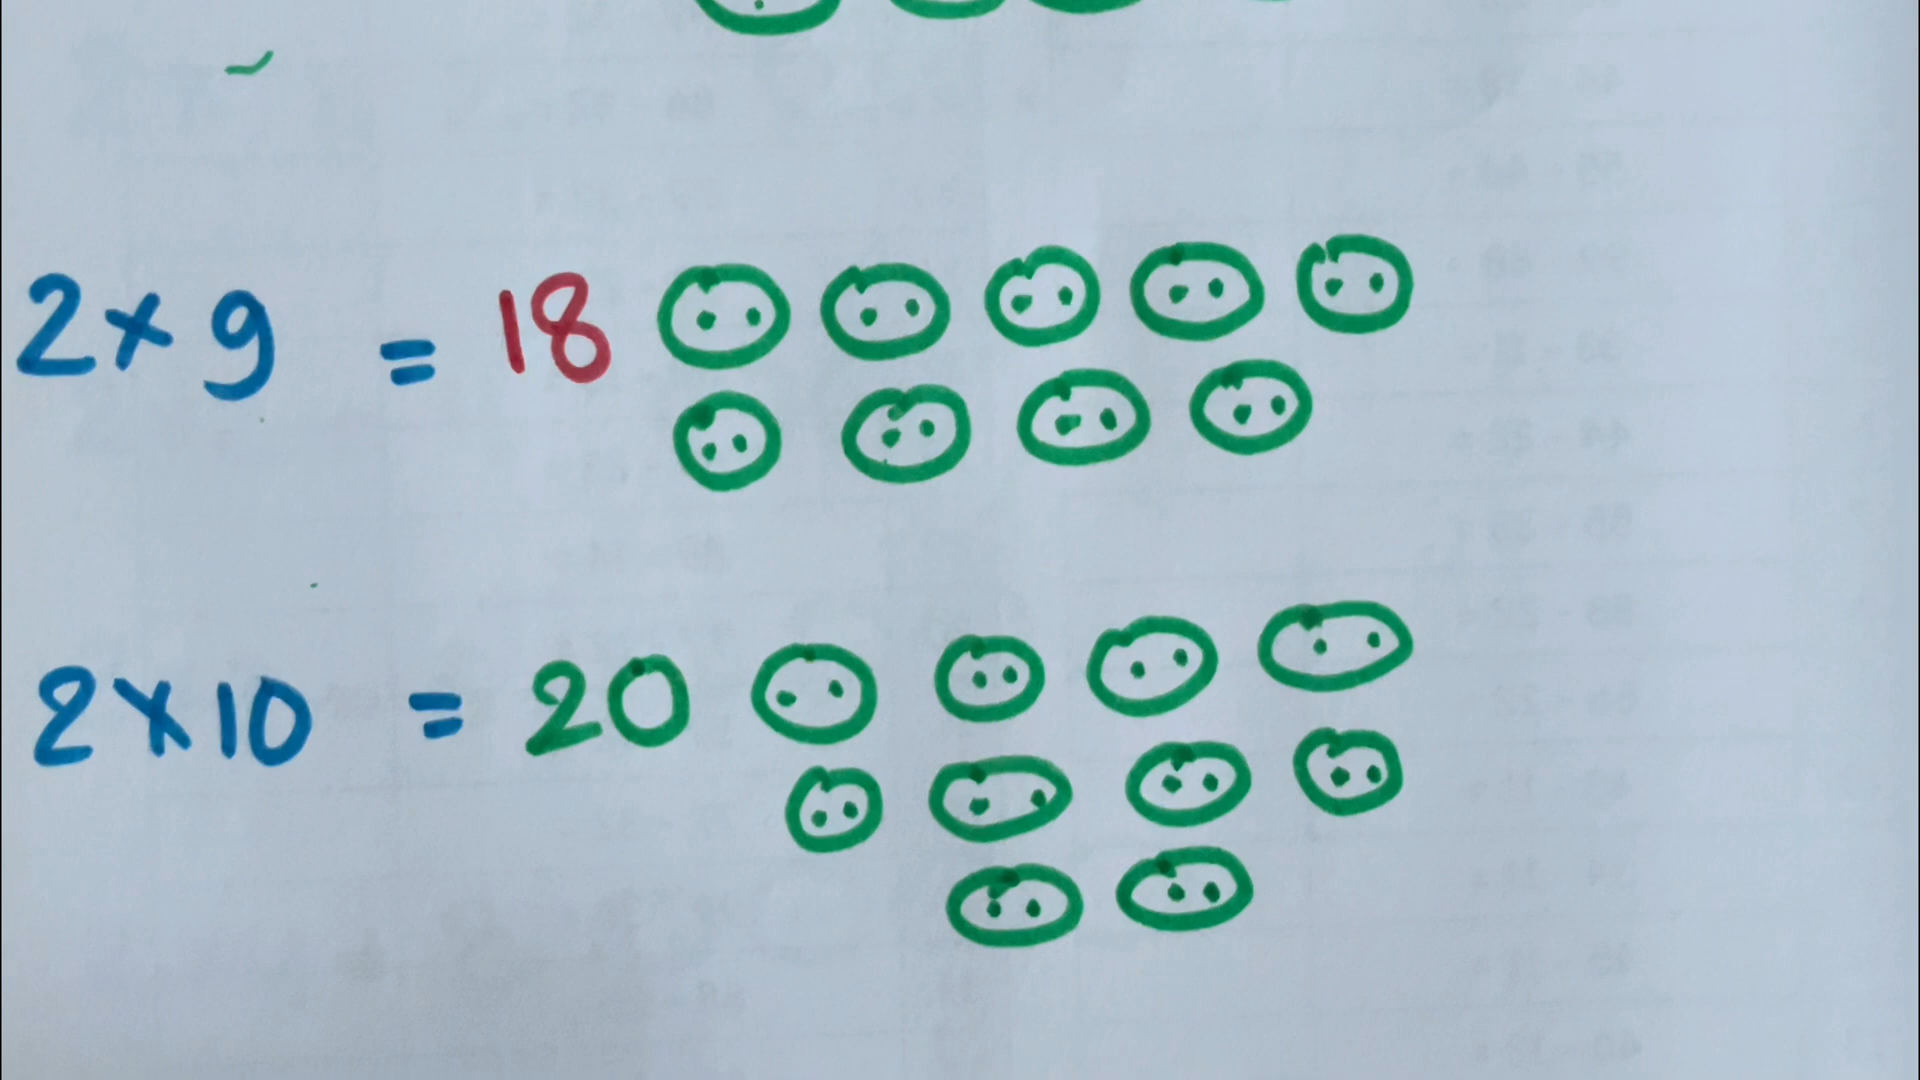 2 × 9 = 18
2 × 10 = 20